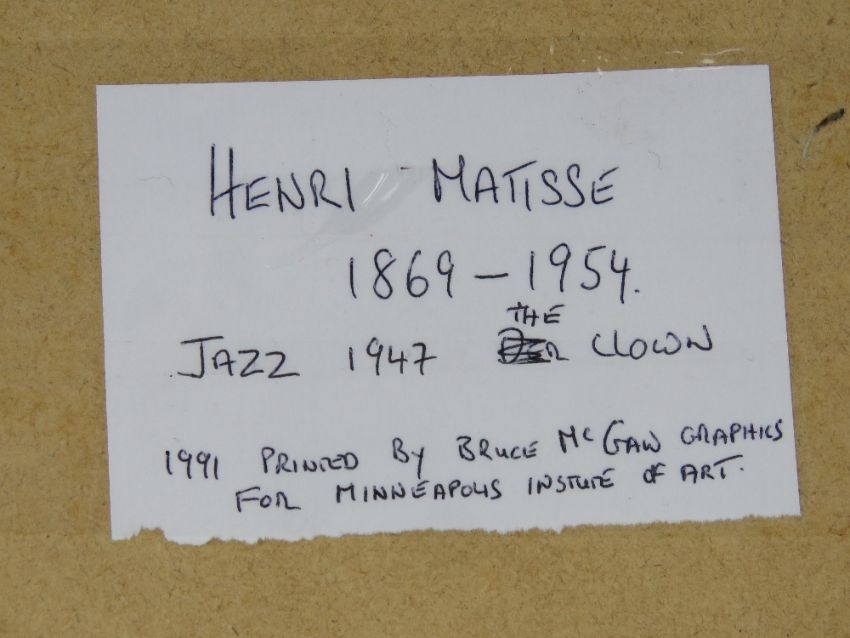 HENRI MATISSE
1869 - 1954.
JAZZ 1947 THE CLOWN
1991 PRINTED BY BRUCE McGAW GRAPHICS
FOR MINNEAPOLIS INSTUTE OF ART.